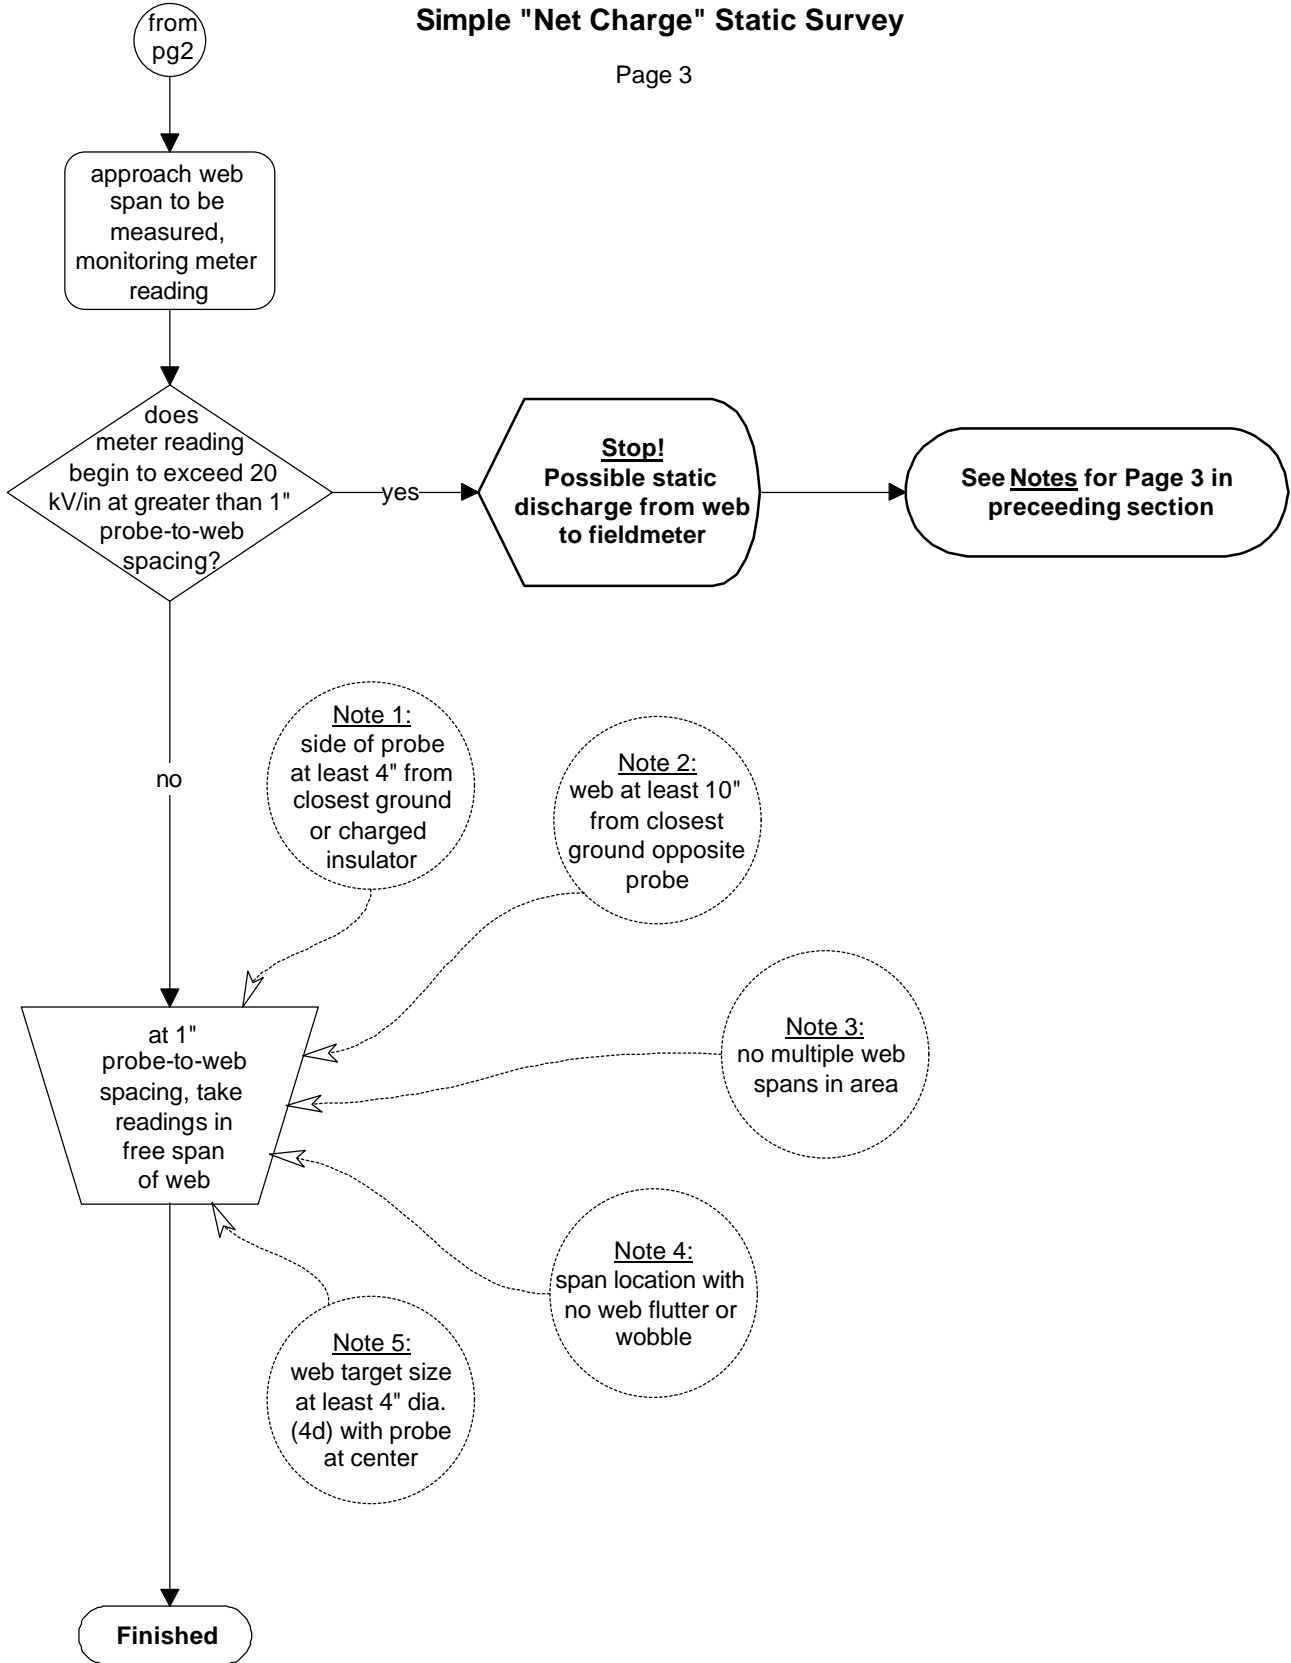 Simple "Net Charge" Static Survey
Page 3
from
pg2
approach web
span to be
measured,
monitoring meter
reading
does
meter reading
begin to exceed 20
kV/in at greater than 1"
probe-to-web
spacing?
yes
Stop!
Possible static
discharge from web
to fieldmeter
See Notes for Page 3 in
preceeding section
no
Note 1:
side of probe
at least 4" from
closest ground
or charged
insulator
Note 2:
web at least 10"
from closest
ground opposite
probe
Note 3:
no multiple web
spans in area
at 1"
probe-to-web
spacing, take
readings in
free span
of web
Note 4:
span location with
no web flutter or
wobble
Note 5:
web target size
at least 4" dia.
(4d) with probe
at center
Finished